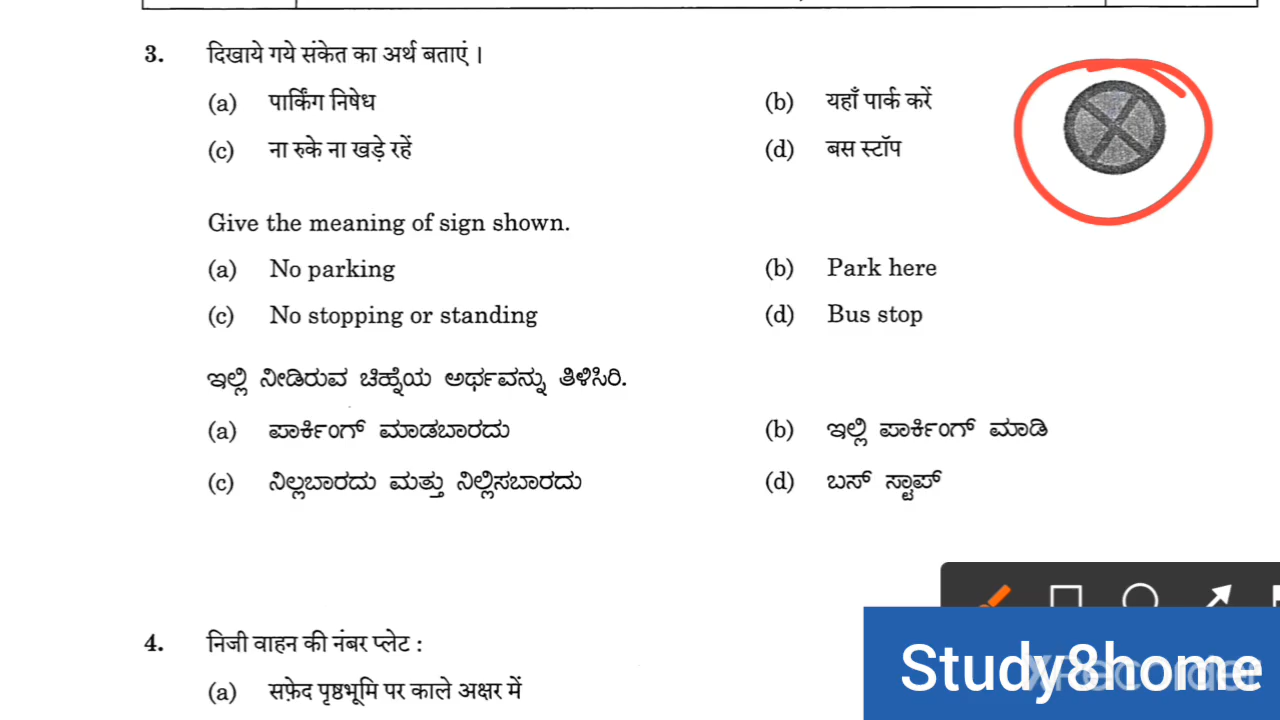 3. दिखाये गये संकेत का अर्थ बताएं ।
(a) पार्किंग निषेध (b) यहाँ पार्क करें
(c) ना रुके ना खड़े रहें (d) बस स्टॉप
Give the meaning of sign shown.
(a) No parking (b) Park here
(c) No stopping or standing (d) Bus stop
ಇಲ್ಲಿ ನೀಡಿರುವ ಚಿಹ್ನೆಯ ಅರ್ಥವನ್ನು ತಿಳಿಸಿರಿ.
(a) ಪಾರ್ಕಿಂಗ್ ಮಾಡಬಾರದು (b) ಇಲ್ಲಿ ಪಾರ್ಕಿಂಗ್ ಮಾಡಿ
(c) ನಿಲ್ಲಬಾರದು ಮತ್ತು ನಿಲ್ಲಿಸಬಾರದು (d) ಬಸ್ ಸ್ಟಾಪ್
4. निजी वाहन की नंबर प्लेट :
(a) सफ़ेद पृष्ठभूमि पर काले अक्षर में
Study8home
XRecorder